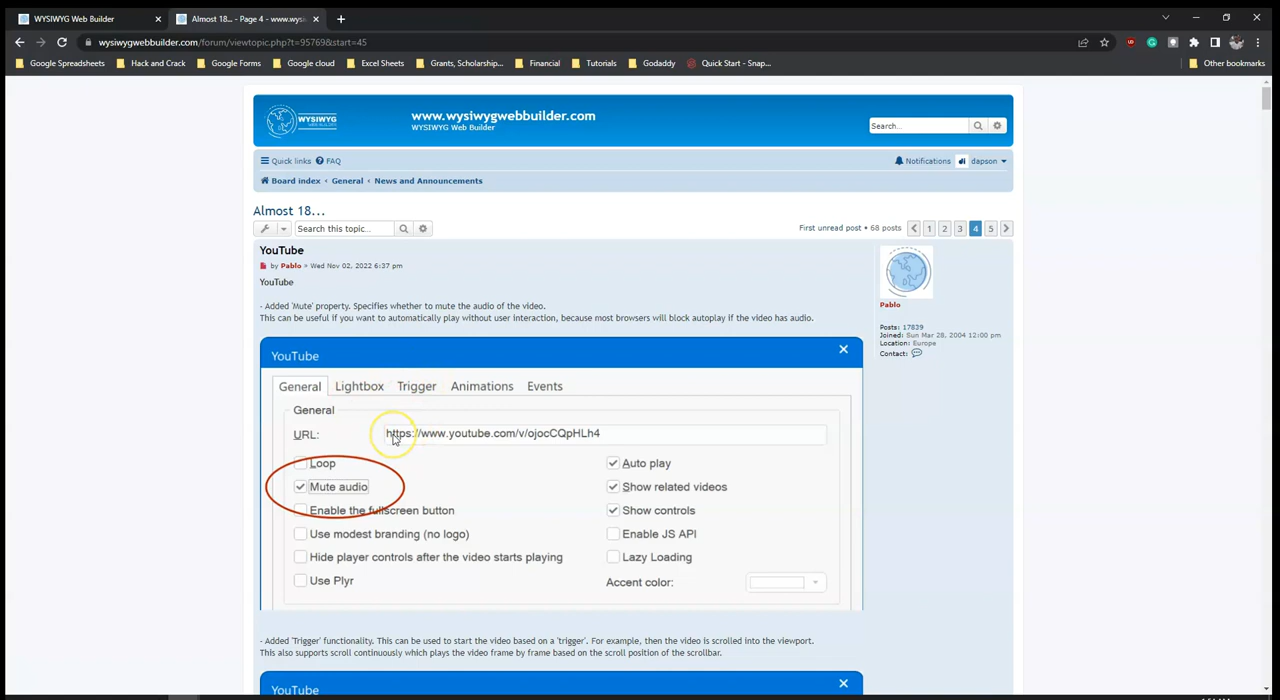 WYSIWYG Web Builder
Almost 18... - Page 4 - www.wysi
wysiwygwebbuilder.com/forum/viewtopic.php?t=95769&start=45
Google Spreadsheets
Hack and Crack
Google Forms
Google cloud
Excel Sheets
Grants, Scholarship...
Financial
Tutorials
Godaddy
Quick Start - Snap...
Other bookmarks
WYSIWYG
www.wysiwygwebbuilder.com
WYSIWYG Web Builder
Search...
Quick links
FAQ
Notifications
dapson
Board index ‹ General ‹ News and Announcements
Almost 18...
Search this topic...
First unread post • 68 posts
1
2
3
4
5
YouTube
by Pablo » Wed Nov 02, 2022 6:37 pm
YouTube
- Added 'Mute' property. Specifies whether to mute the audio of the video.
This can be useful if you want to automatically play without user interaction, because most browsers will block autoplay if the video has audio.
Pablo
Posts: 17839
Joined: Sun Mar 28, 2004 12:00 pm
Location: Europe
Contact:
YouTube
General
Lightbox
Trigger
Animations
Events
General
URL:
https://www.youtube.com/v/ojocCQpHLh4
Loop
Auto play
Mute audio
Show related videos
Enable the fullscreen button
Show controls
Use modest branding (no logo)
Enable JS API
Hide player controls after the video starts playing
Lazy Loading
Use Plyr
Accent color:
- Added 'Trigger' functionality. This can be used to start the video based on a 'trigger'. For example, then the video is scrolled into the viewport.
This also supports scroll continuously which plays the video frame by frame based on the scroll position of the scrollbar.
YouTube